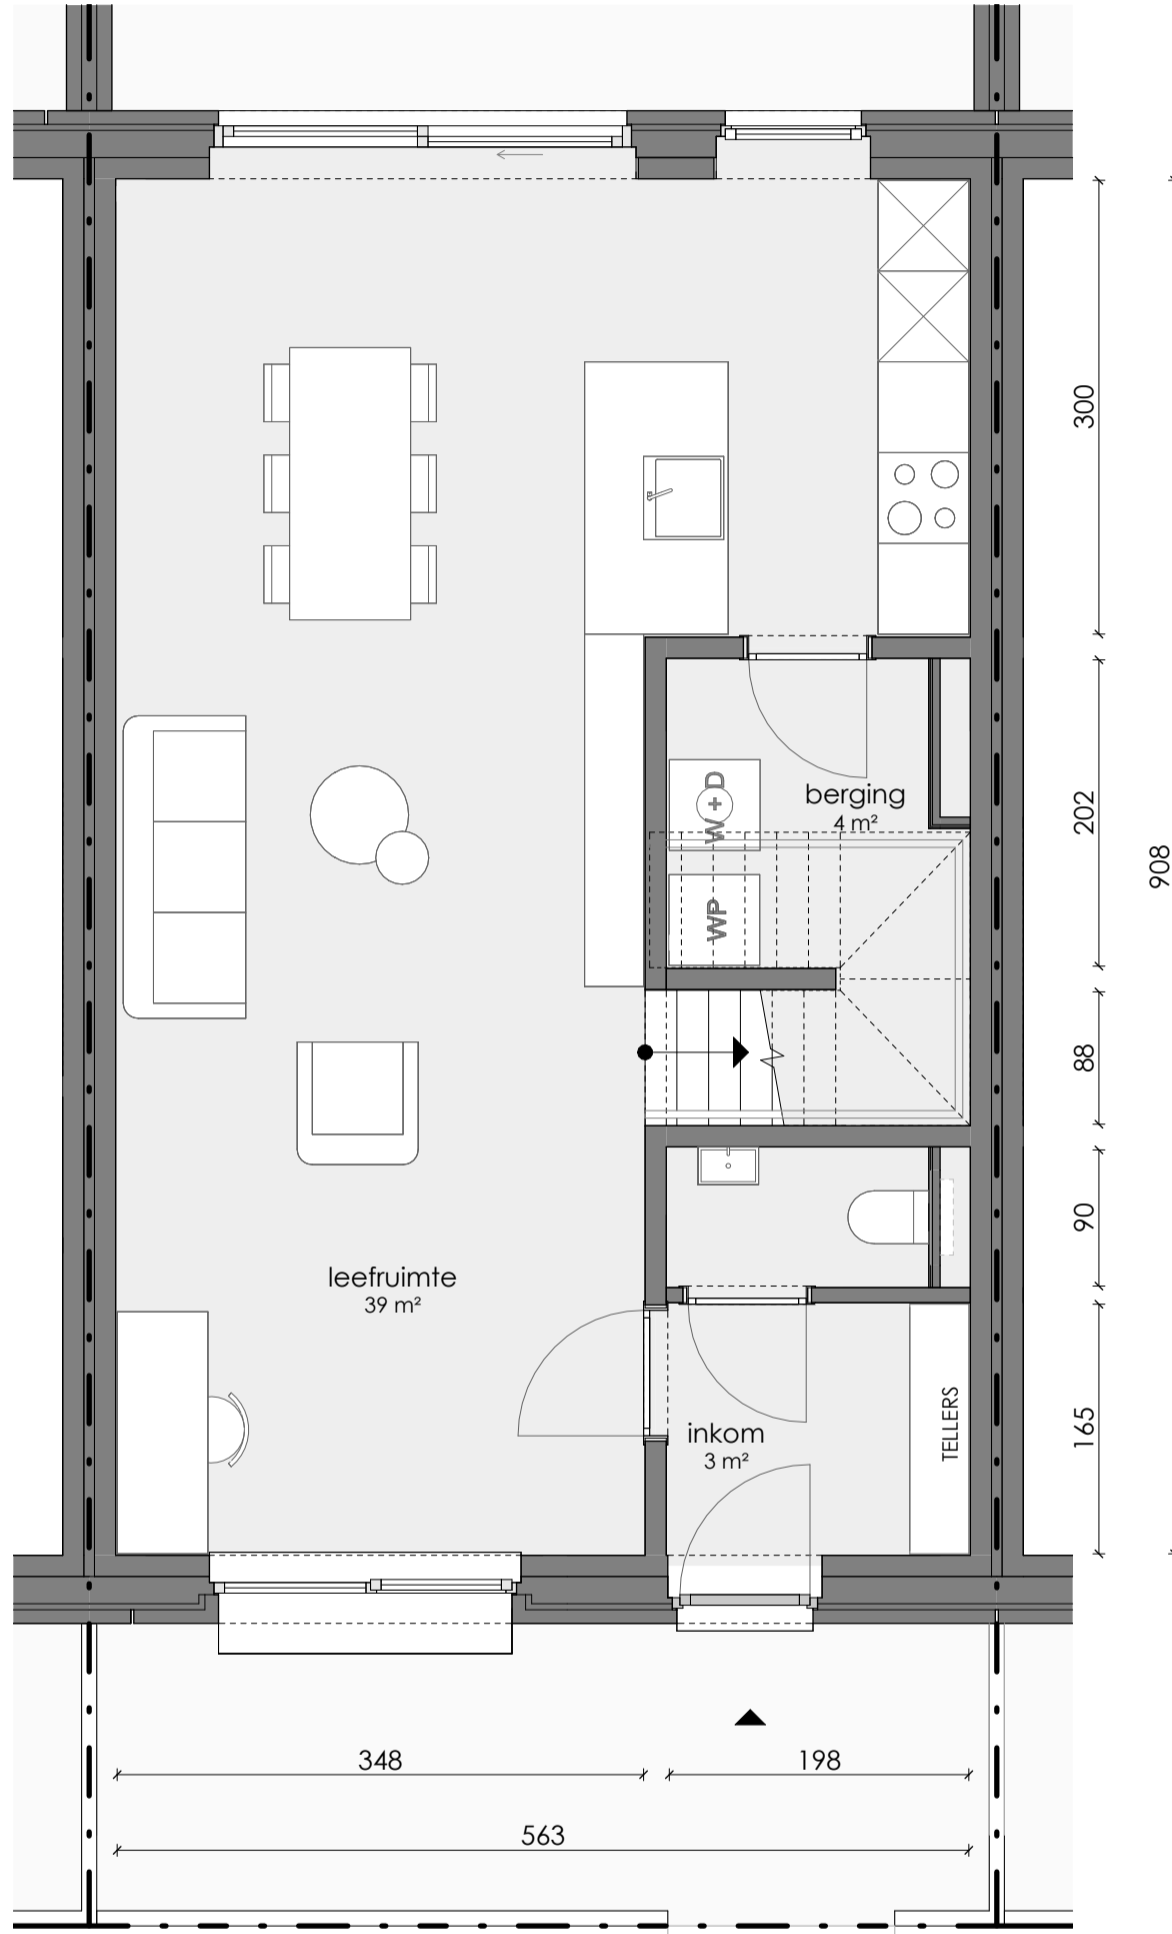 300
W + D
berging
4 m²
202
908
WP
88
90
leefruimte
39 m²
inkom
3 m²
TELLERS
165
348
198
563